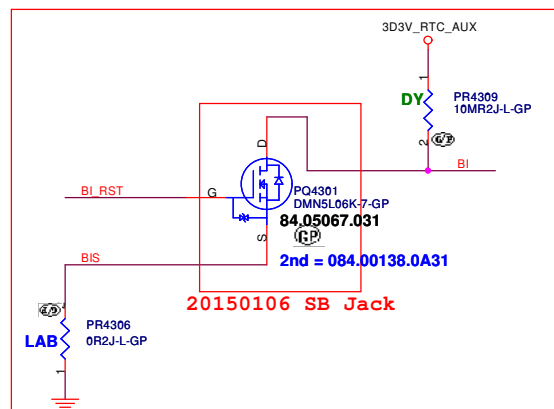 3D3V_RTC_AUX
1
DY
PR4309
10MR2J-L-GP
2
G/P
BI
D
BI_RST
G
PQ4301
DMN5L06K-7-GP
84.05067.031
GP
S
2nd = 084.00138.0A31
BIS
20150106 SB Jack
PR4306
LAB
0R2J-L-GP
1